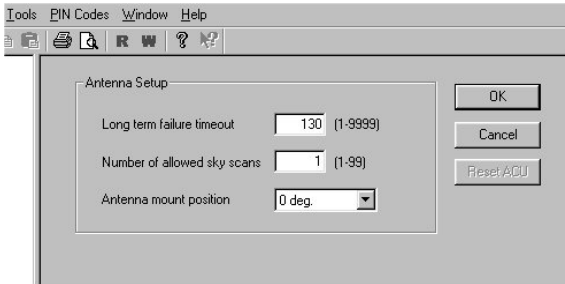 Tools PIN Codes Window Help
R W ?
Antenna Setup
Long term failure timeout 130 (1-9999)
Number of allowed sky scans 1 (1-99)
Antenna mount position 0 deg.
OK
Cancel
Reset ACU